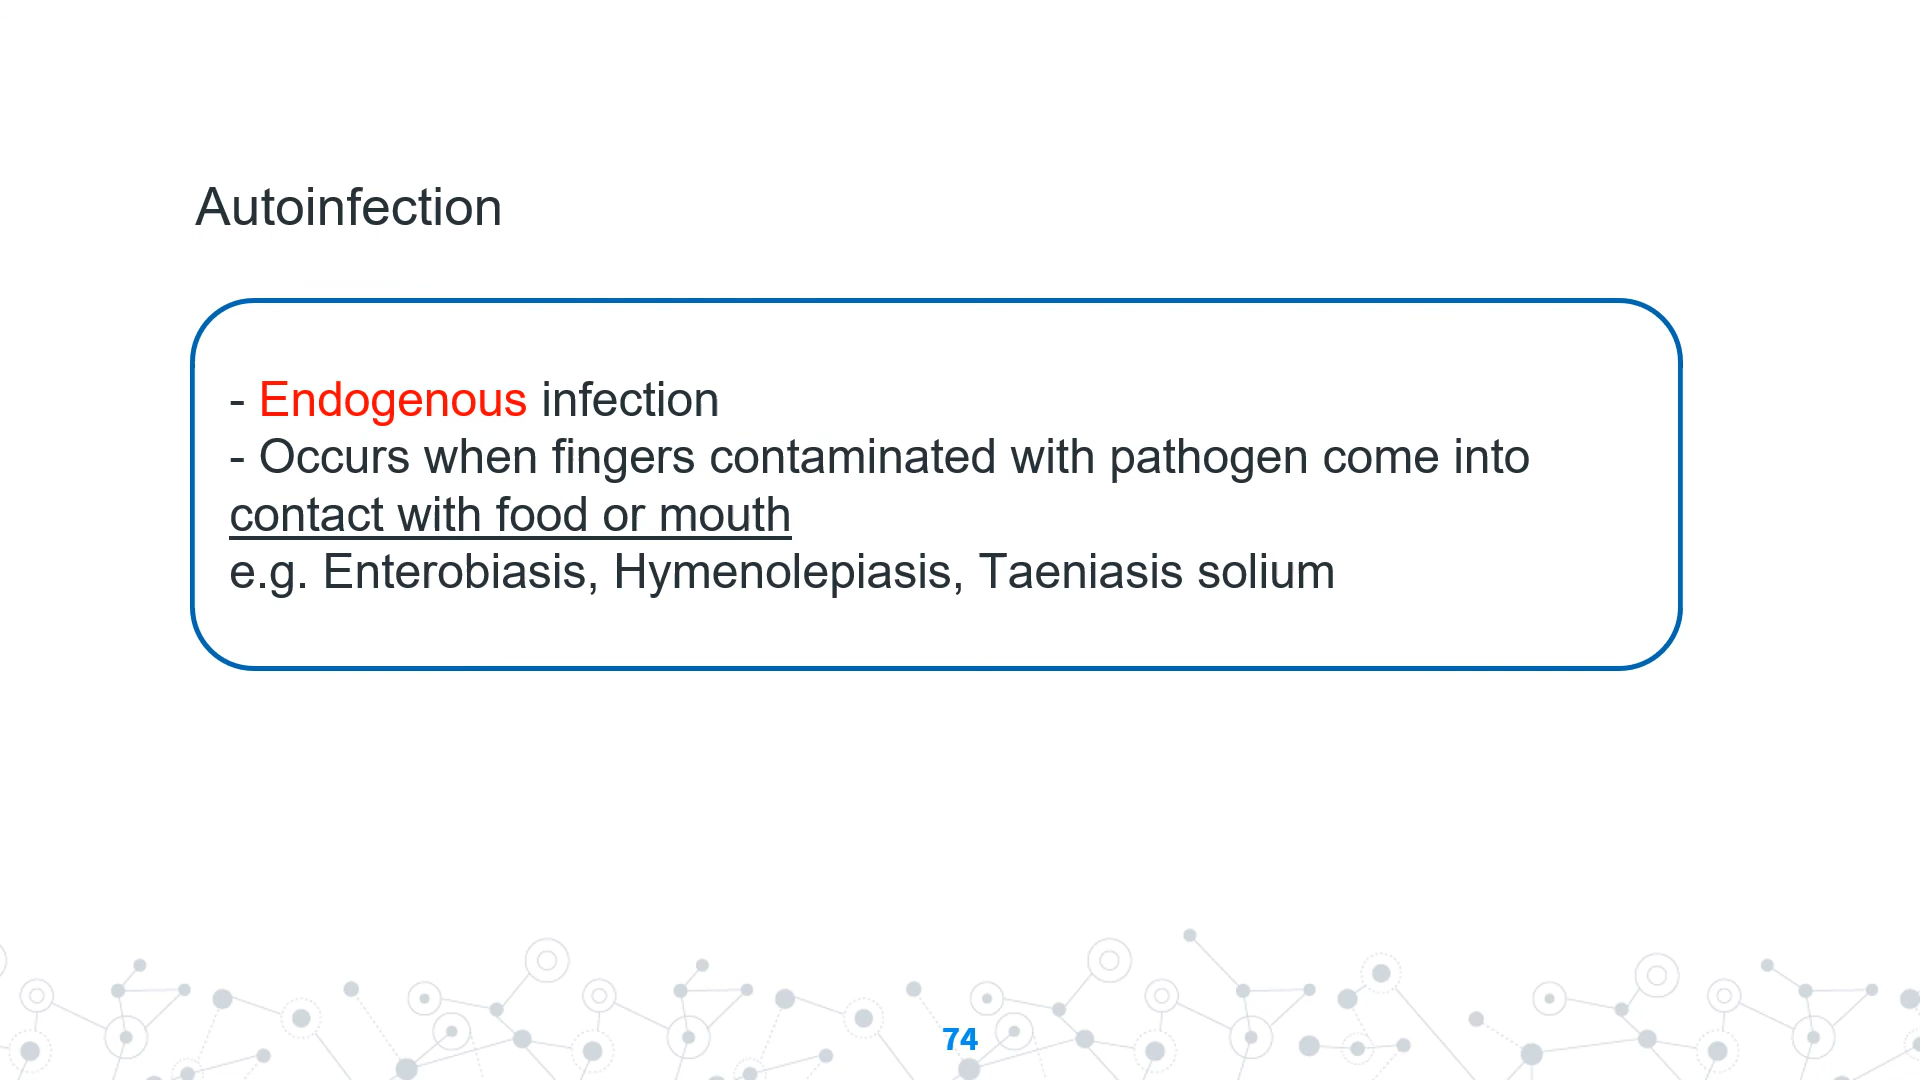 Autoinfection
- Endogenous infection
- Occurs when fingers contaminated with pathogen come into
contact with food or mouth
e.g. Enterobiasis, Hymenolepiasis, Taeniasis solium
74